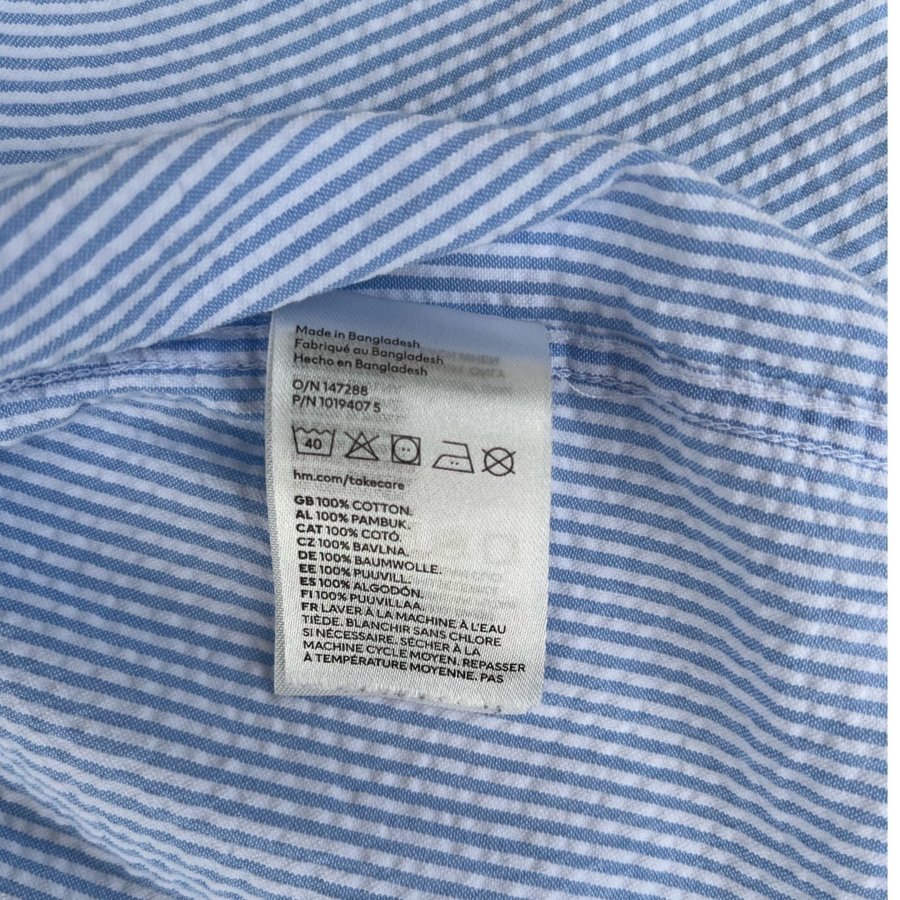 Made in Bangladesh
Fabriqué au Bangladesh
Hecho en Bangladesh
O/N 147288
P/N 1019407 5
40
hm.com/takecare
GB 100% COTTON.
AL 100% PAMBUK.
CAT 100% COTÓ.
CZ 100% BAVLNA.
DE 100% BAUMWOLLE.
EE 100% PUUVILL.
ES 100% ALGODÓN.
FI 100% PUUVILLAA.
FR LAVER À LA MACHINE À L'EAU
TIÈDE. BLANCHIR SANS CHLORE
SI NÉCESSAIRE. SÉCHER À LA
MACHINE CYCLE MOYEN. REPASSER
À TEMPÉRATURE MOYENNE. PAS